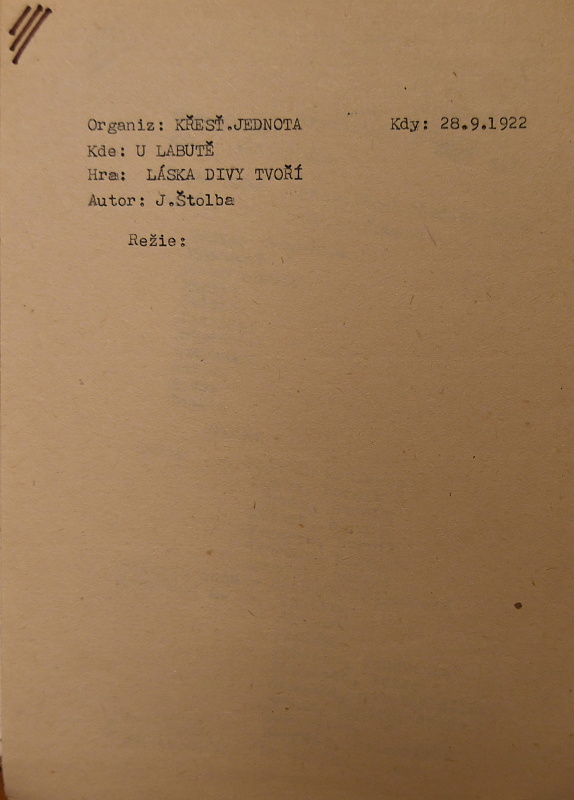 Organiz: KŘESŤ.JEDNOTA Kdy: 28.9.1922
Kde: U LABUTĚ
Hra: LÁSKA DIVY TVOŘÍ
Autor: J.Štolba
Režie: